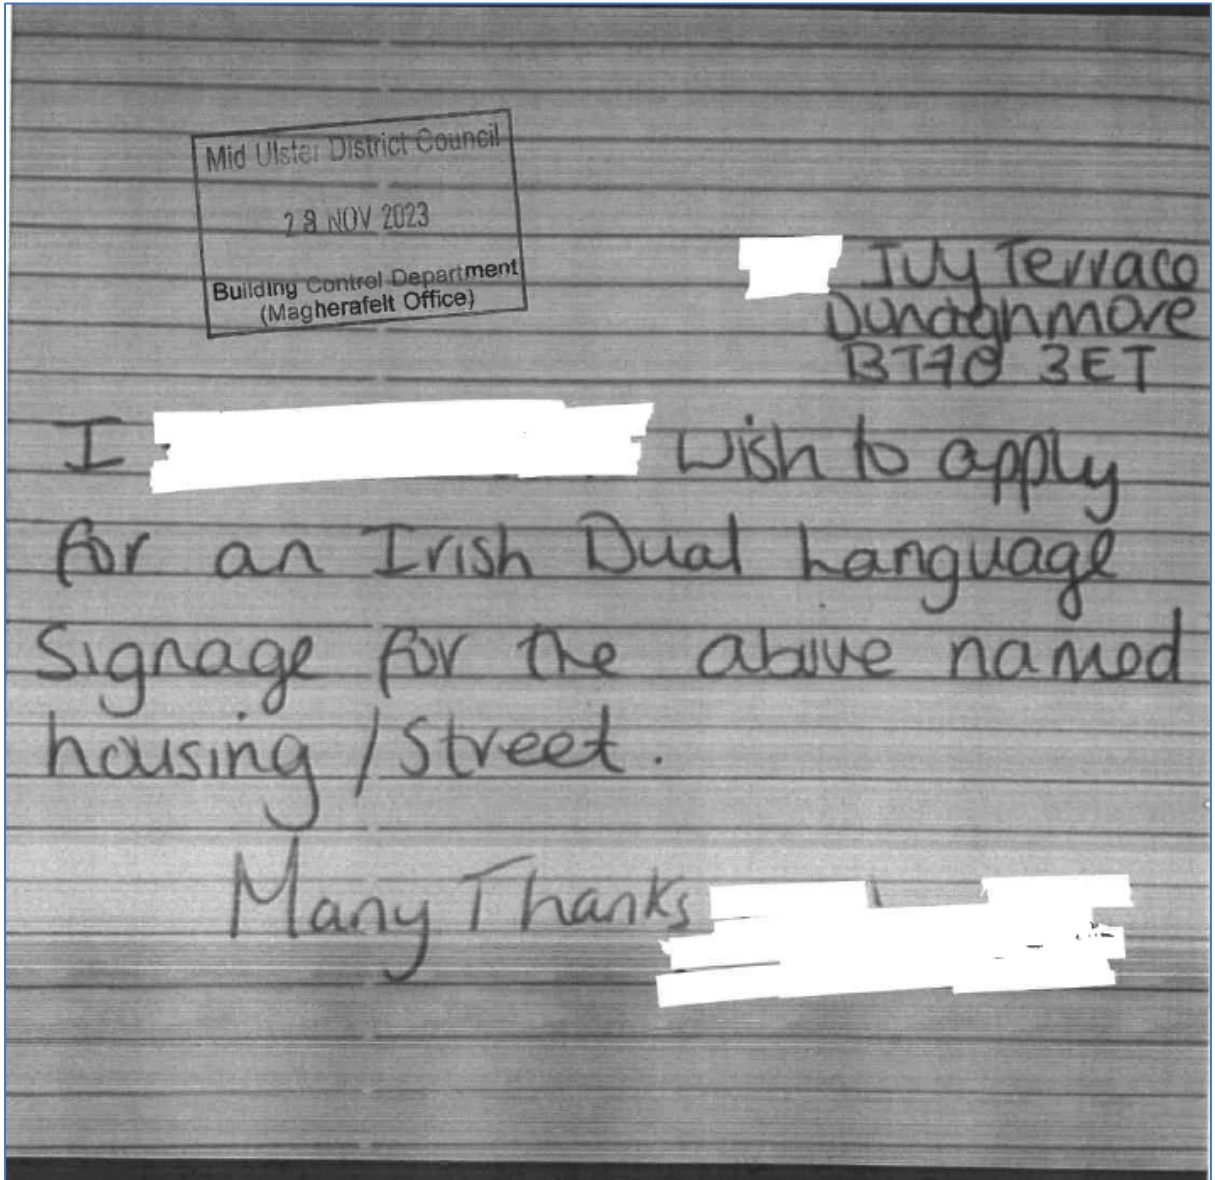 Mid Ulster District Council
28 NOV 2023
Building Control Department
(Magherafelt Office)
Ivy Terrace
Donaghmore
BT70 3ET
I wish to apply
for an Irish Dual Language
Signage for the above named
housing / Street.
Many Thanks